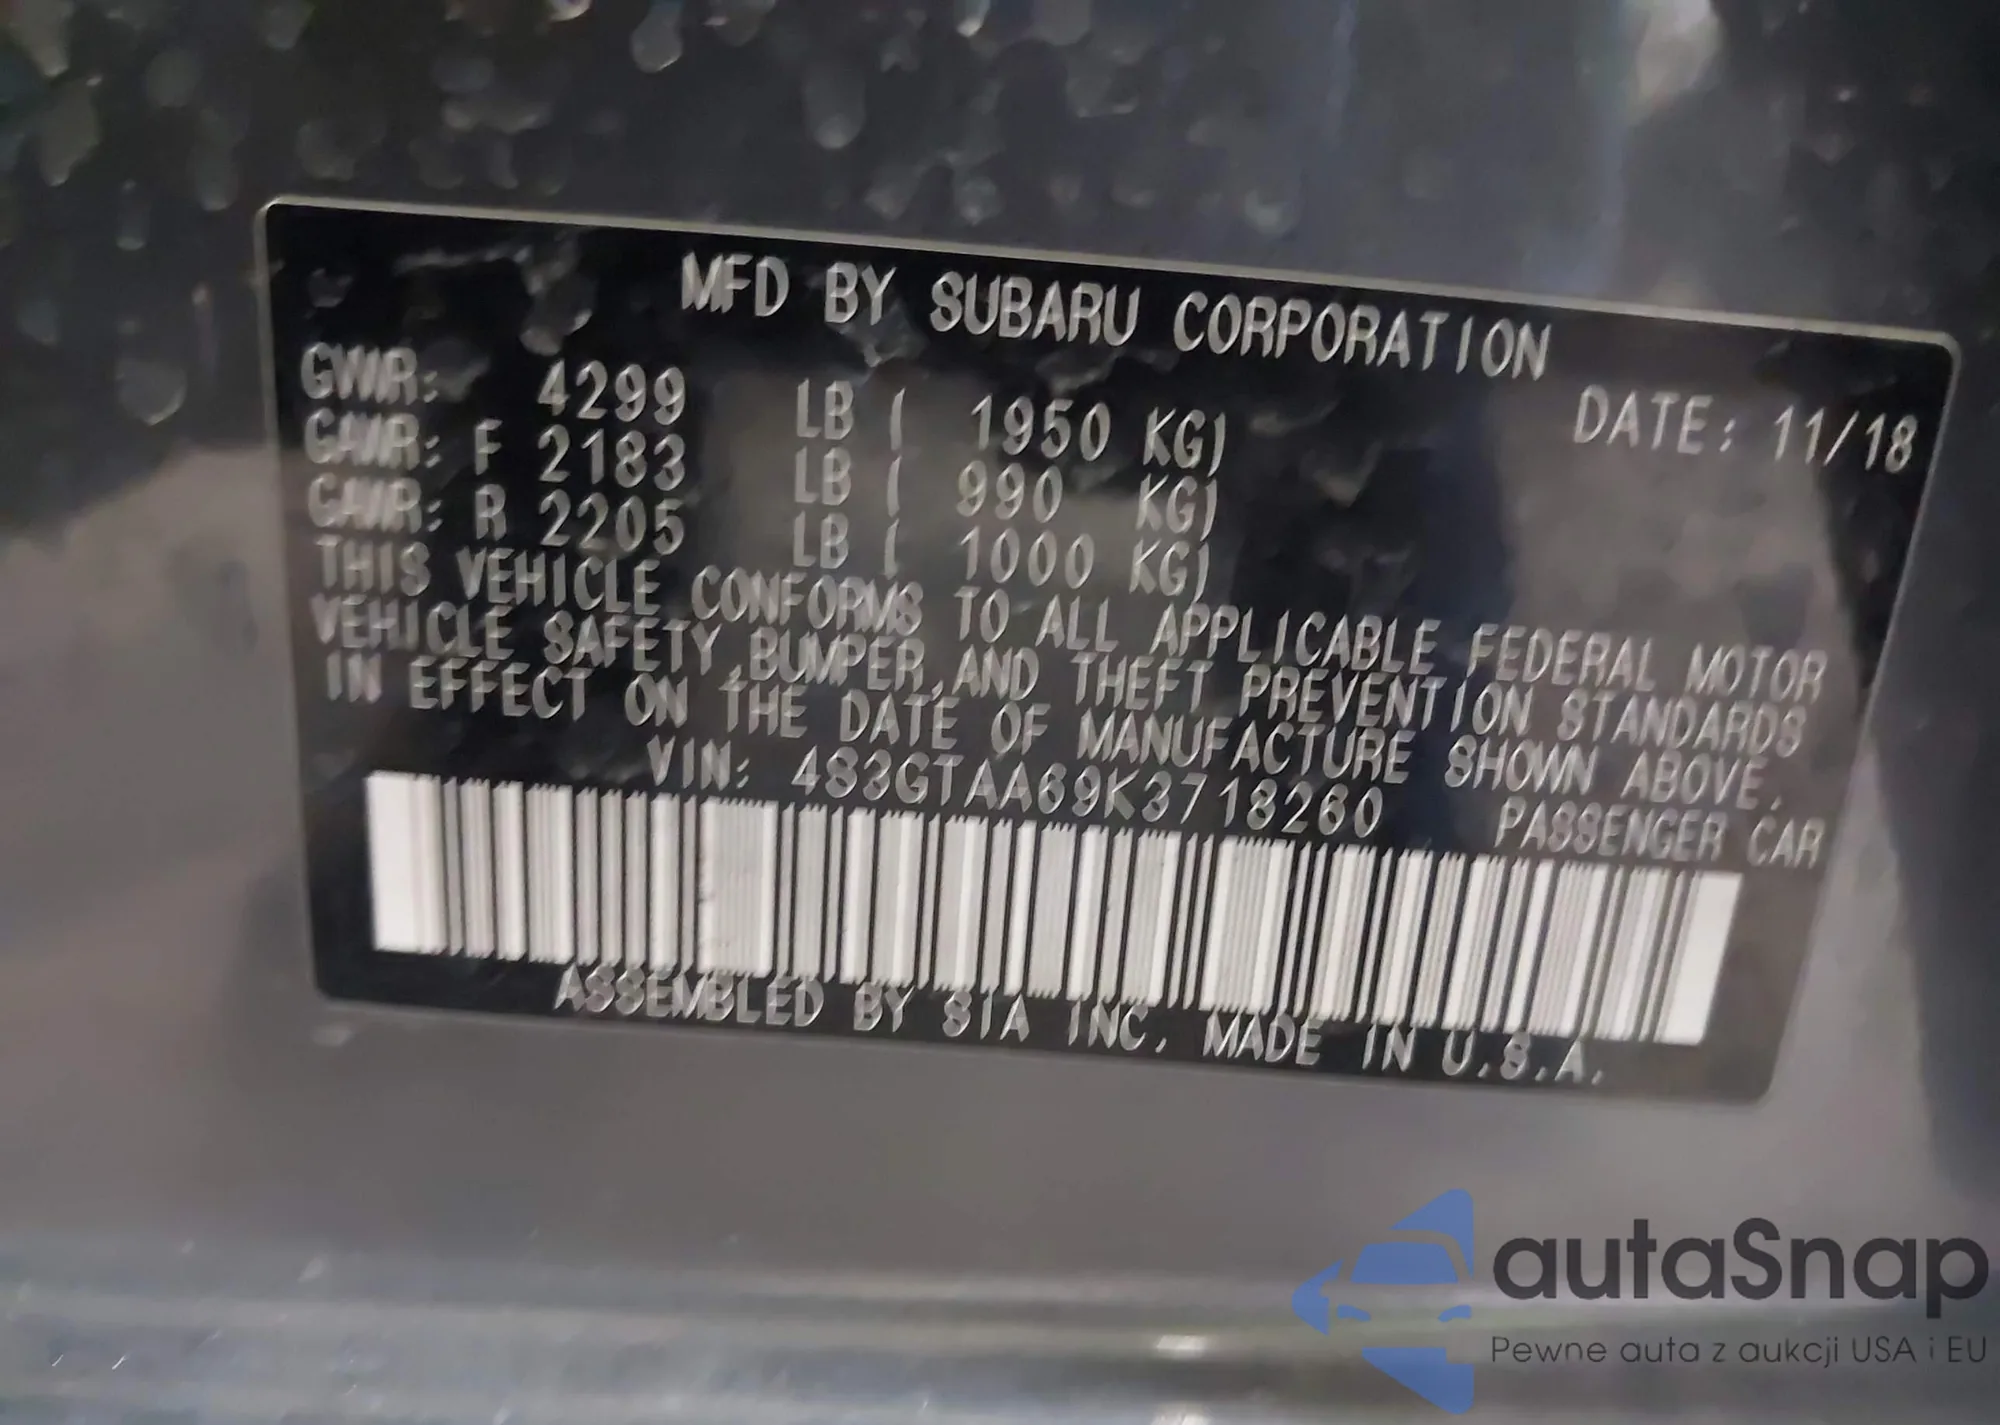 MFD BY SUBARU CORPORATION
GVWR: 4299 LB ( 1950 KG) DATE: 11/18
GAWR: F 2183 LB ( 990 KG)
GAWR: R 2205 LB ( 1000 KG)
THIS VEHICLE CONFORMS TO ALL APPLICABLE FEDERAL MOTOR
VEHICLE SAFETY,BUMPER,AND THEFT PREVENTION STANDARDS
IN EFFECT ON THE DATE OF MANUFACTURE SHOWN ABOVE.
VIN: 4S3GTAA69K3718260 PASSENGER CAR
ASSEMBLED BY SIA INC. MADE IN U.S.A.
autaSnap
Pewne auta z aukcji USA i EU